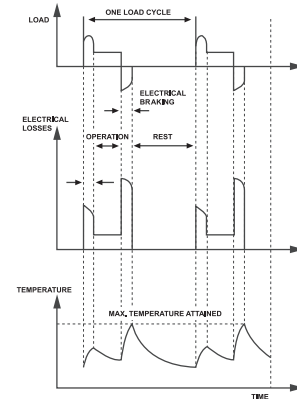 LOAD
ONE LOAD CYCLE
ELECTRICAL
BRAKING
ELECTRICAL
LOSSES
OPERATION
REST
TEMPERATURE
MAX. TEMPERATURE ATTAINED
TIME